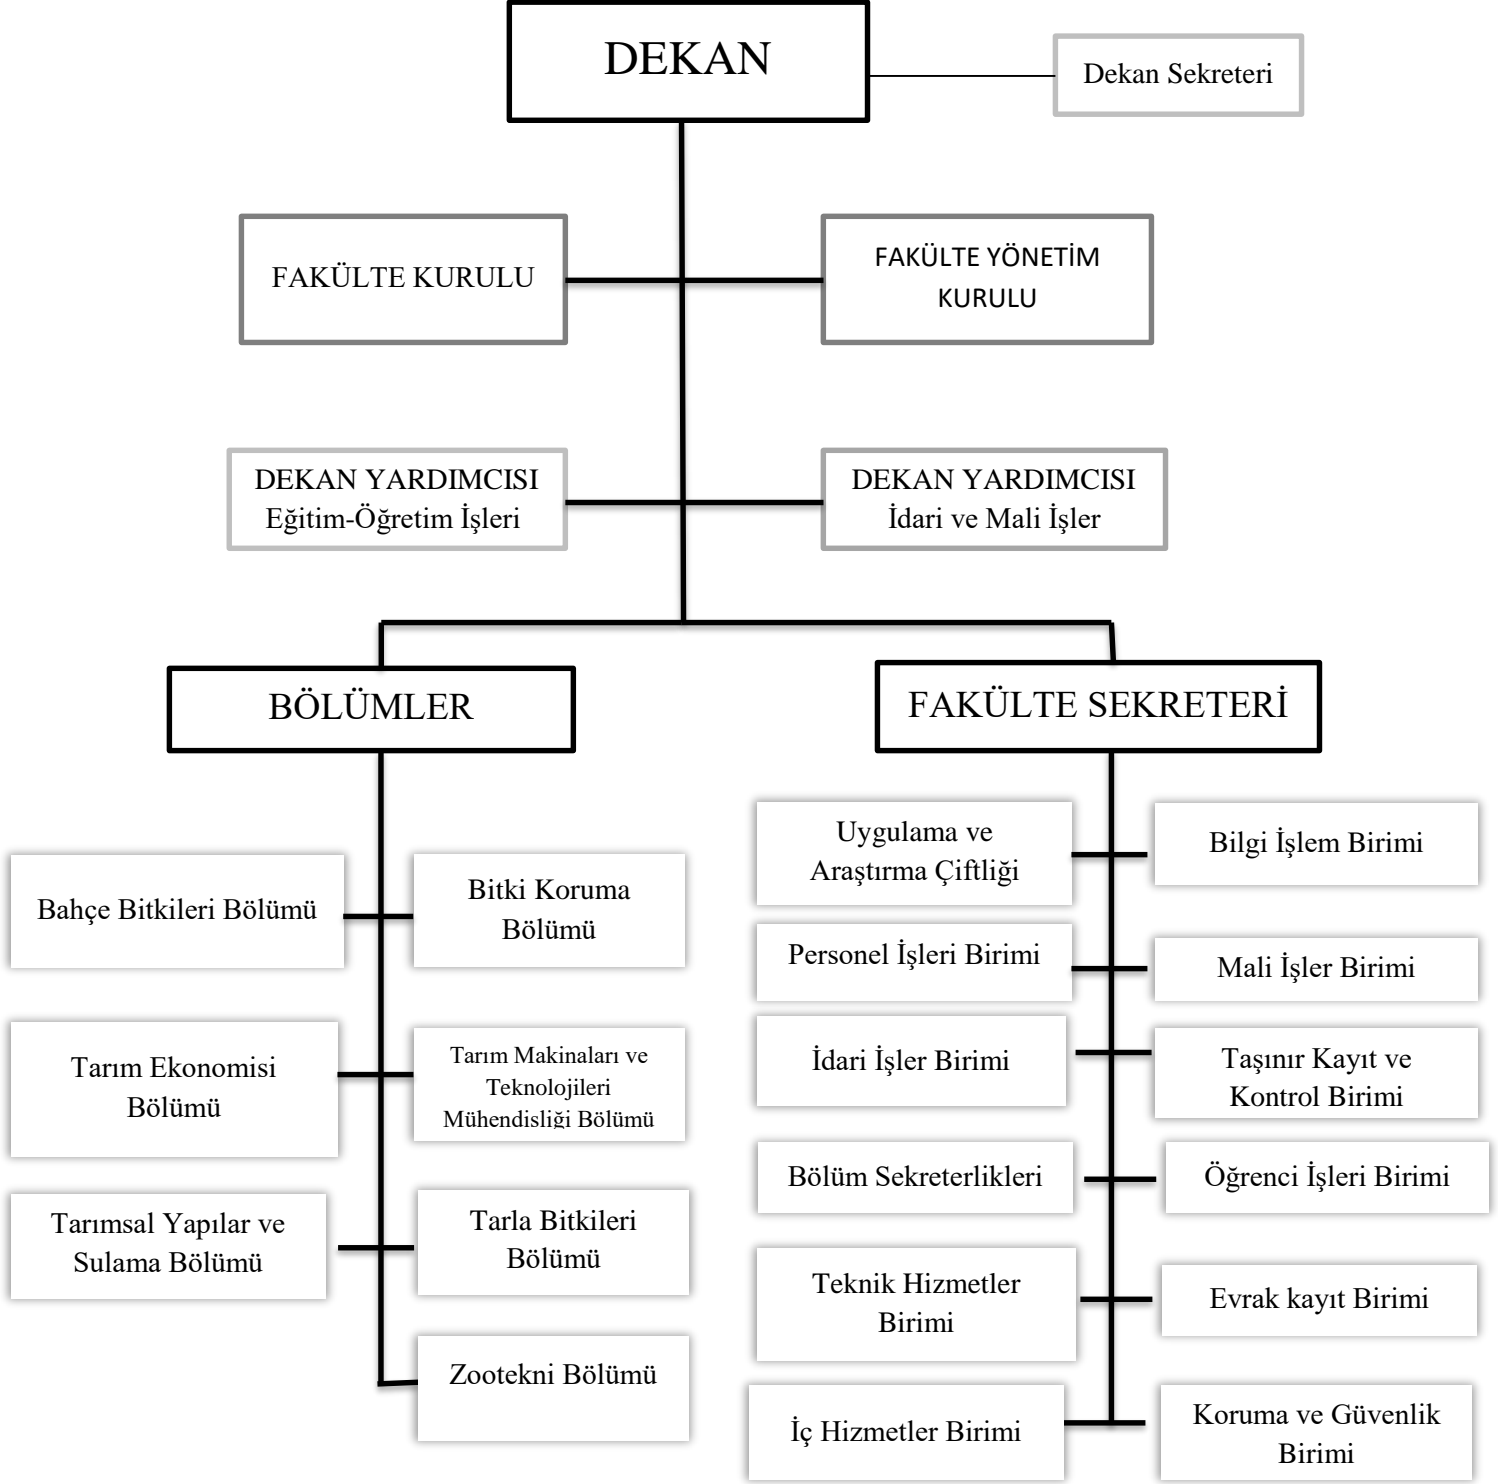 DEKAN
Dekan Sekreteri
FAKÜLTE KURULU
FAKÜLTE YÖNETİM
KURULU
DEKAN YARDIMCISI
Eğitim-Öğretim İşleri
DEKAN YARDIMCISI
İdari ve Mali İşler
BÖLÜMLER
FAKÜLTE SEKRETERİ
Bahçe Bitkileri Bölümü
Bitki Koruma
Bölümü
Tarım Ekonomisi
Bölümü
Tarım Makinaları ve
Teknolojileri
Mühendisliği Bölümü
Tarımsal Yapılar ve
Sulama Bölümü
Tarla Bitkileri
Bölümü
Zootekni Bölümü
Uygulama ve
Araştırma Çiftliği
Bilgi İşlem Birimi
Personel İşleri Birimi
Mali İşler Birimi
İdari İşler Birimi
Taşınır Kayıt ve
Kontrol Birimi
Bölüm Sekreterlikleri
Öğrenci İşleri Birimi
Teknik Hizmetler
Birimi
Evrak kayıt Birimi
İç Hizmetler Birimi
Koruma ve Güvenlik
Birimi